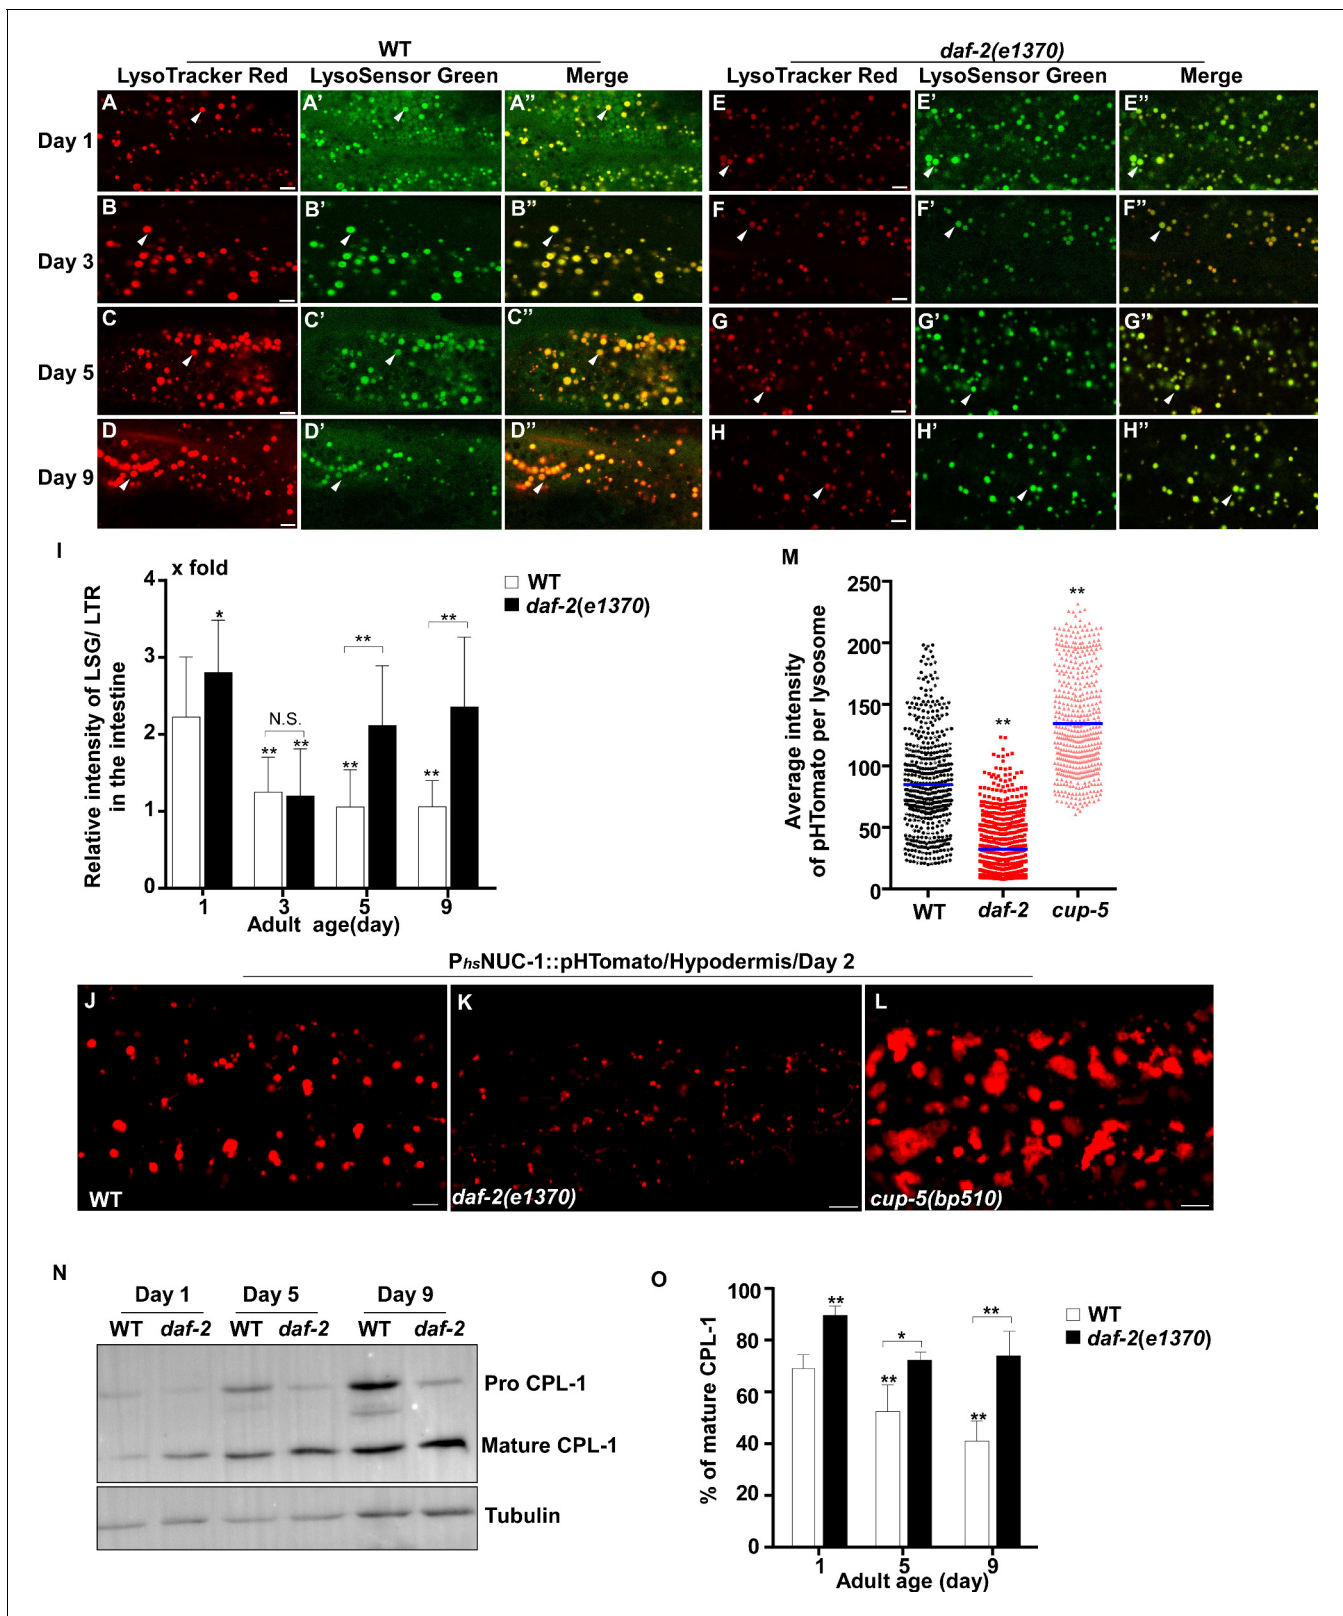 WT
daf-2(e1370)
LysoTracker Red LysoSensor Green Merge LysoTracker Red LysoSensor Green Merge
Day 1
A A' A'' E E' E''
Day 3
B B' B'' F F' F''
Day 5
C C' C'' G G' G''
Day 9
D D' D'' H H' H''
I
x fold
Relative intensity of LSG/ LTR
in the intestine
4
3
2
1
0
*
** N.S. **
** **
** **
1 3 5 9
Adult age(day)
WT
daf-2(e1370)
M
Average intensity
of pHTomato per lysosome
250
200
150
100
50
0
**
**
WT daf-2 cup-5
PhsNUC-1::pHTomato/Hypodermis/Day 2
J K L
WT daf-2(e1370) cup-5(bp510)
N
Day 1 Day 5 Day 9
WT daf-2 WT daf-2 WT daf-2
Pro CPL-1
Mature CPL-1
Tubulin
O
% of mature CPL-1
100
80
60
40
20
0
**
** *
** **
1 5 9
Adult age (day)
WT
daf-2(e1370)